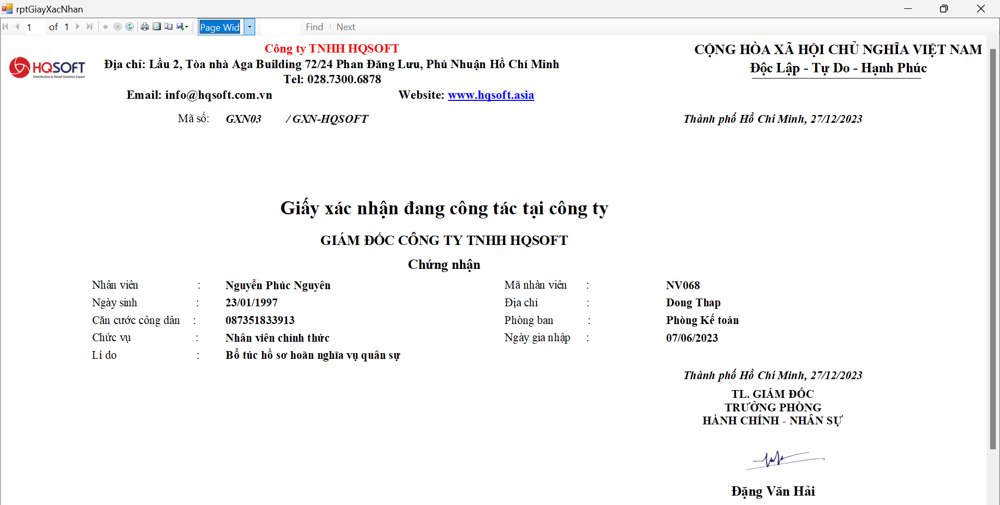 rptGiayXacNhan
1 of 1 Page Wid Find Next
Công ty TNHH HQSOFT
HQSOFT
Distribution & Retail Solution Expert
Địa chỉ: Lầu 2, Tòa nhà Aga Building 72/24 Phan Đăng Lưu, Phú Nhuận Hồ Chí Minh
Tel: 028.7300.6878
Email: info@hqsoft.com.vn Website: www.hqsoft.asia
CỘNG HÒA XÃ HỘI CHỦ NGHĨA VIỆT NAM
Độc Lập - Tự Do - Hạnh Phúc
Mã số: GXN03 / GXN-HQSOFT
Thành phố Hồ Chí Minh, 27/12/2023
Giấy xác nhận đang công tác tại công ty
GIÁM ĐỐC CÔNG TY TNHH HQSOFT
Chứng nhận
Nhân viên : Nguyễn Phúc Nguyên Mã nhân viên : NV068
Ngày sinh : 23/01/1997 Địa chỉ : Dong Thap
Căn cước công dân : 087351833913 Phòng ban : Phòng Kế toán
Chức vụ : Nhân viên chính thức Ngày gia nhập : 07/06/2023
Lí do : Bổ túc hồ sơ hoãn nghĩa vụ quân sự
Thành phố Hồ Chí Minh, 27/12/2023
TL. GIÁM ĐỐC
TRƯỞNG PHÒNG
HÀNH CHÍNH - NHÂN SỰ
Đặng Văn Hải